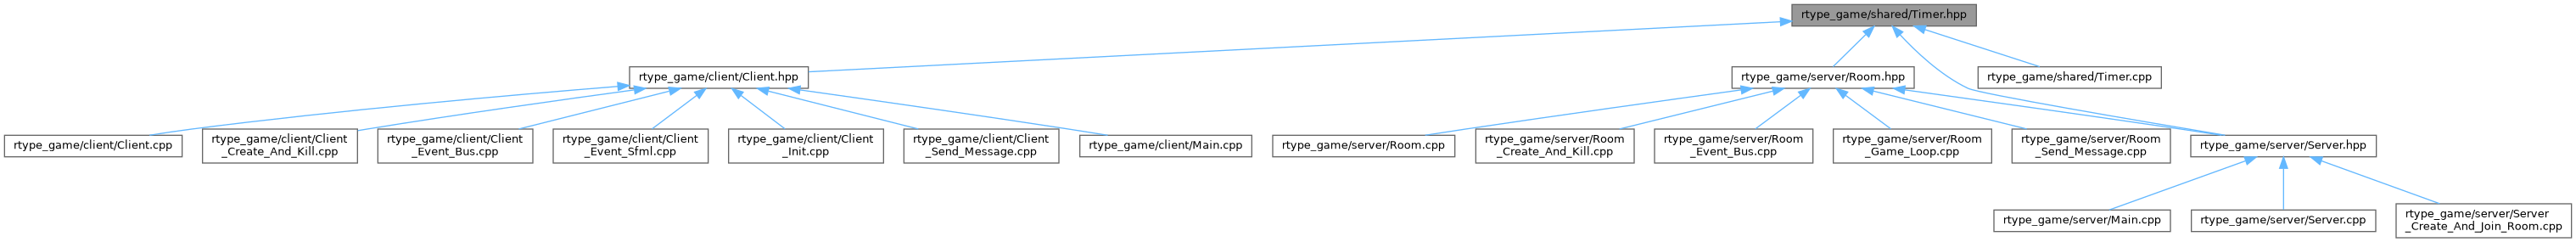 rtype_game/shared/Timer.hpp
rtype_game/client/Client.hpp
rtype_game/server/Room.hpp
rtype_game/shared/Timer.cpp
rtype_game/client/Client.cpp
rtype_game/client/Client
_Create_And_Kill.cpp
rtype_game/client/Client
_Event_Bus.cpp
rtype_game/client/Client
_Event_Sfml.cpp
rtype_game/client/Client
_Init.cpp
rtype_game/client/Client
_Send_Message.cpp
rtype_game/client/Main.cpp
rtype_game/server/Room.cpp
rtype_game/server/Room
_Create_And_Kill.cpp
rtype_game/server/Room
_Event_Bus.cpp
rtype_game/server/Room
_Game_Loop.cpp
rtype_game/server/Room
_Send_Message.cpp
rtype_game/server/Server.hpp
rtype_game/server/Main.cpp
rtype_game/server/Server.cpp
rtype_game/server/Server
_Create_And_Join_Room.cpp